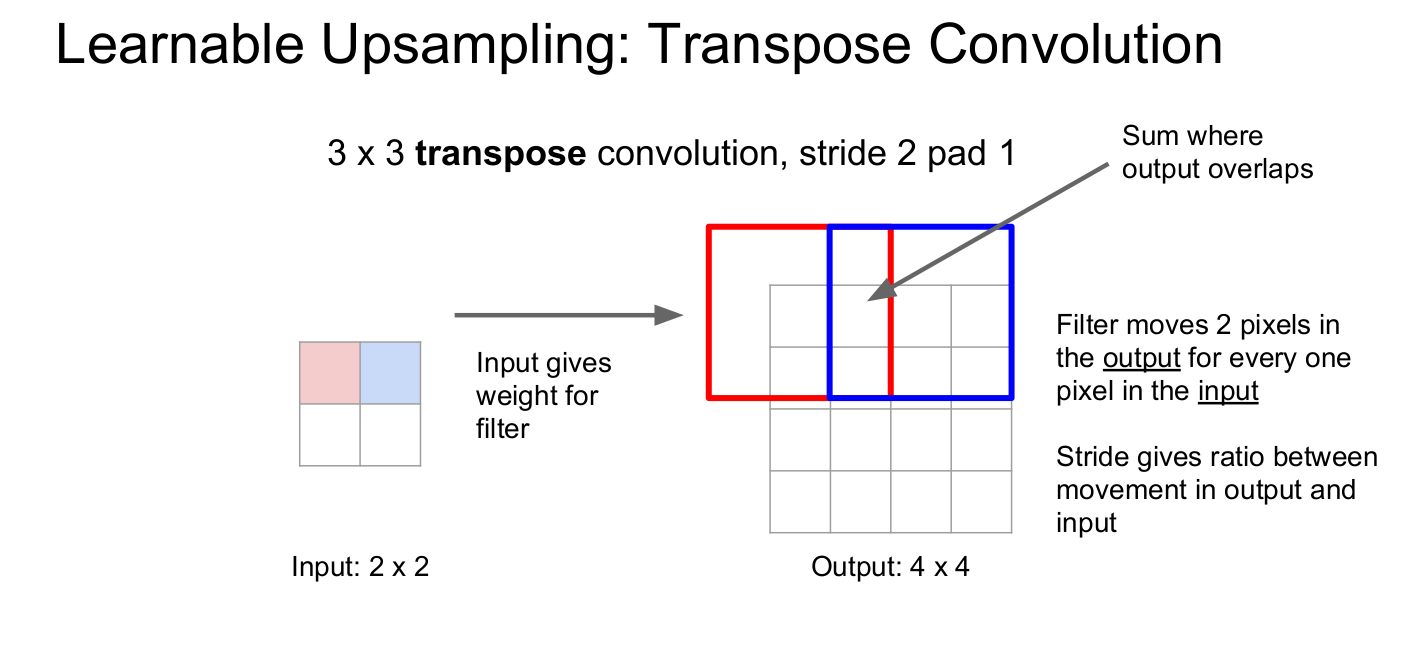 Learnable Upsampling: Transpose Convolution
3 x 3 transpose convolution, stride 2 pad 1
Sum where
output overlaps
Input gives
weight for
filter
Filter moves 2 pixels in
the output for every one
pixel in the input
Stride gives ratio between
movement in output and
input
Input: 2 x 2
Output: 4 x 4